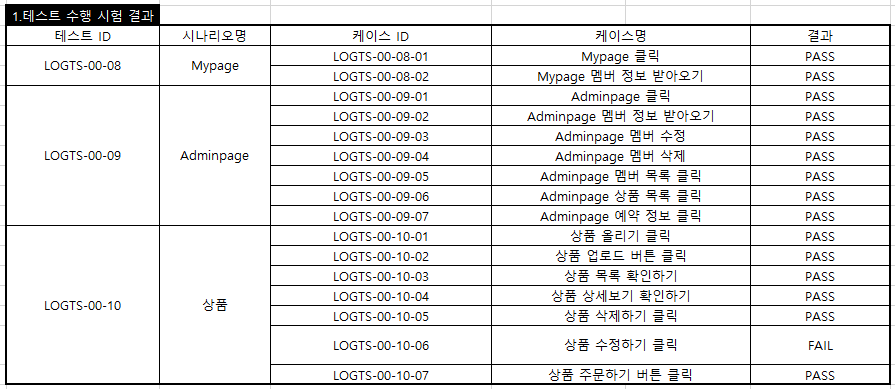 1.테스트 수행 시험 결과
테스트 ID 시나리오명 케이스 ID 케이스명 결과
LOGTS-00-08 Mypage LOGTS-00-08-01 Mypage 클릭 PASS
LOGTS-00-08-02 Mypage 멤버 정보 받아오기 PASS
LOGTS-00-09 Adminpage LOGTS-00-09-01 Adminpage 클릭 PASS
LOGTS-00-09-02 Adminpage 멤버 정보 받아오기 PASS
LOGTS-00-09-03 Adminpage 멤버 수정 PASS
LOGTS-00-09-04 Adminpage 멤버 삭제 PASS
LOGTS-00-09-05 Adminpage 멤버 목록 클릭 PASS
LOGTS-00-09-06 Adminpage 상품 목록 클릭 PASS
LOGTS-00-09-07 Adminpage 예약 정보 클릭 PASS
LOGTS-00-10 상품 LOGTS-00-10-01 상품 올리기 클릭 PASS
LOGTS-00-10-02 상품 업로드 버튼 클릭 PASS
LOGTS-00-10-03 상품 목록 확인하기 PASS
LOGTS-00-10-04 상품 상세보기 확인하기 PASS
LOGTS-00-10-05 상품 삭제하기 클릭 PASS
LOGTS-00-10-06 상품 수정하기 클릭 FAIL
LOGTS-00-10-07 상품 주문하기 버튼 클릭 PASS